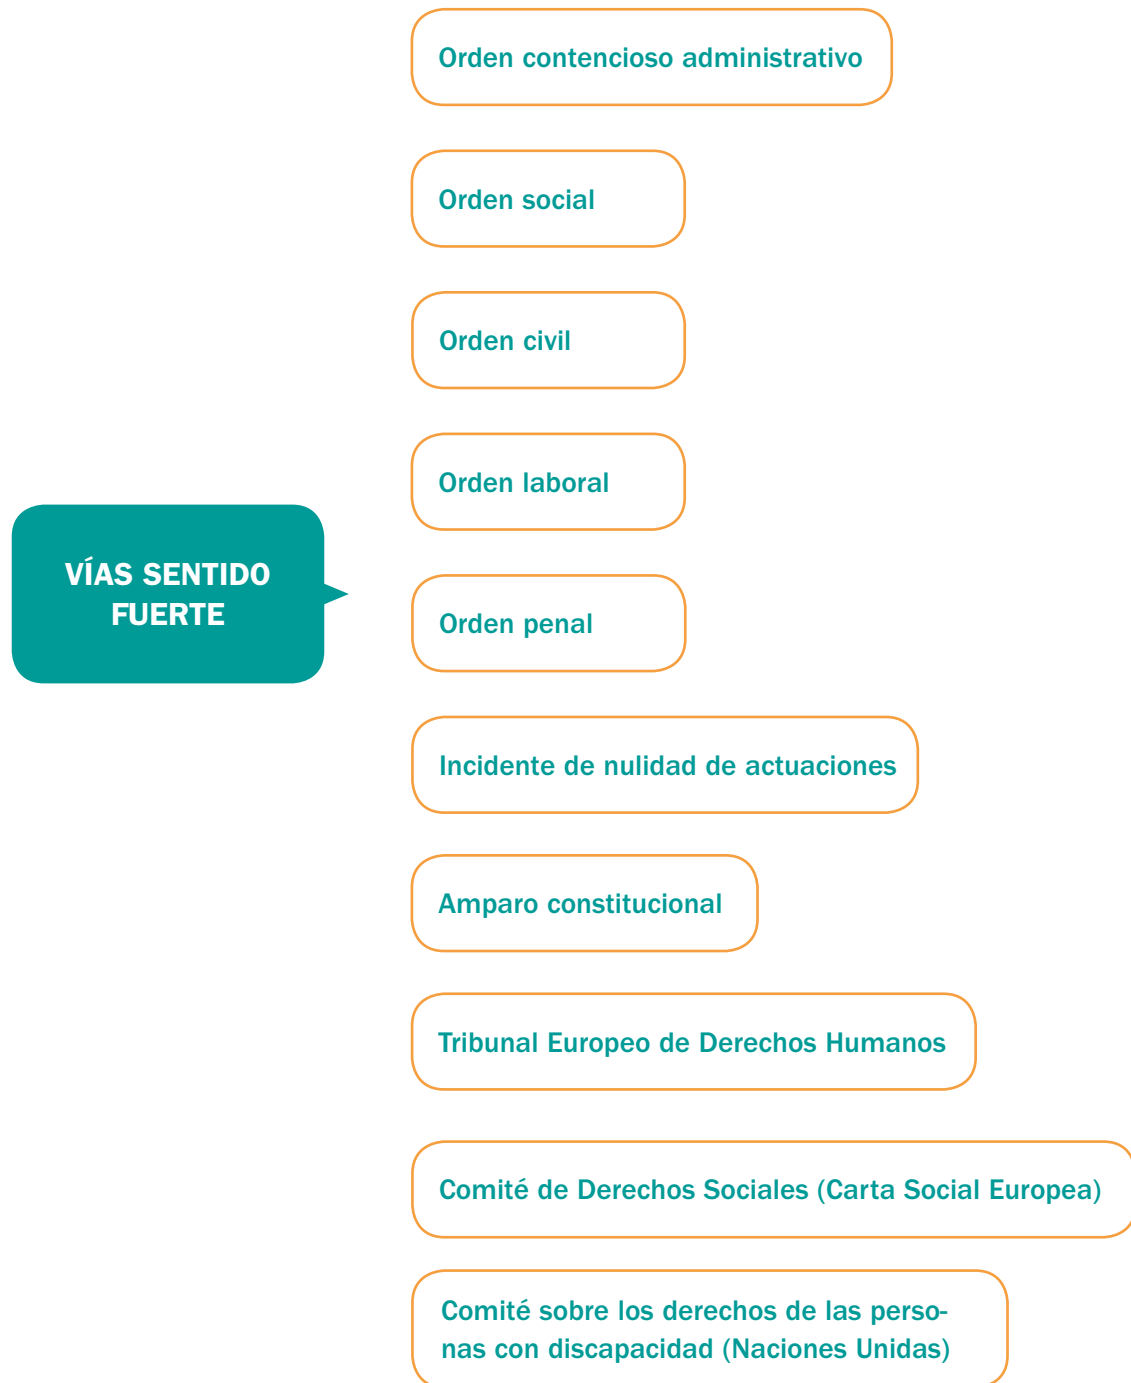 Orden contencioso administrativo
Orden social
Orden civil
Orden laboral
VÍAS SENTIDO
FUERTE
Orden penal
Incidente de nulidad de actuaciones
Amparo constitucional
Tribunal Europeo de Derechos Humanos
Comité de Derechos Sociales (Carta Social Europea)
Comité sobre los derechos de las perso-
nas con discapacidad (Naciones Unidas)